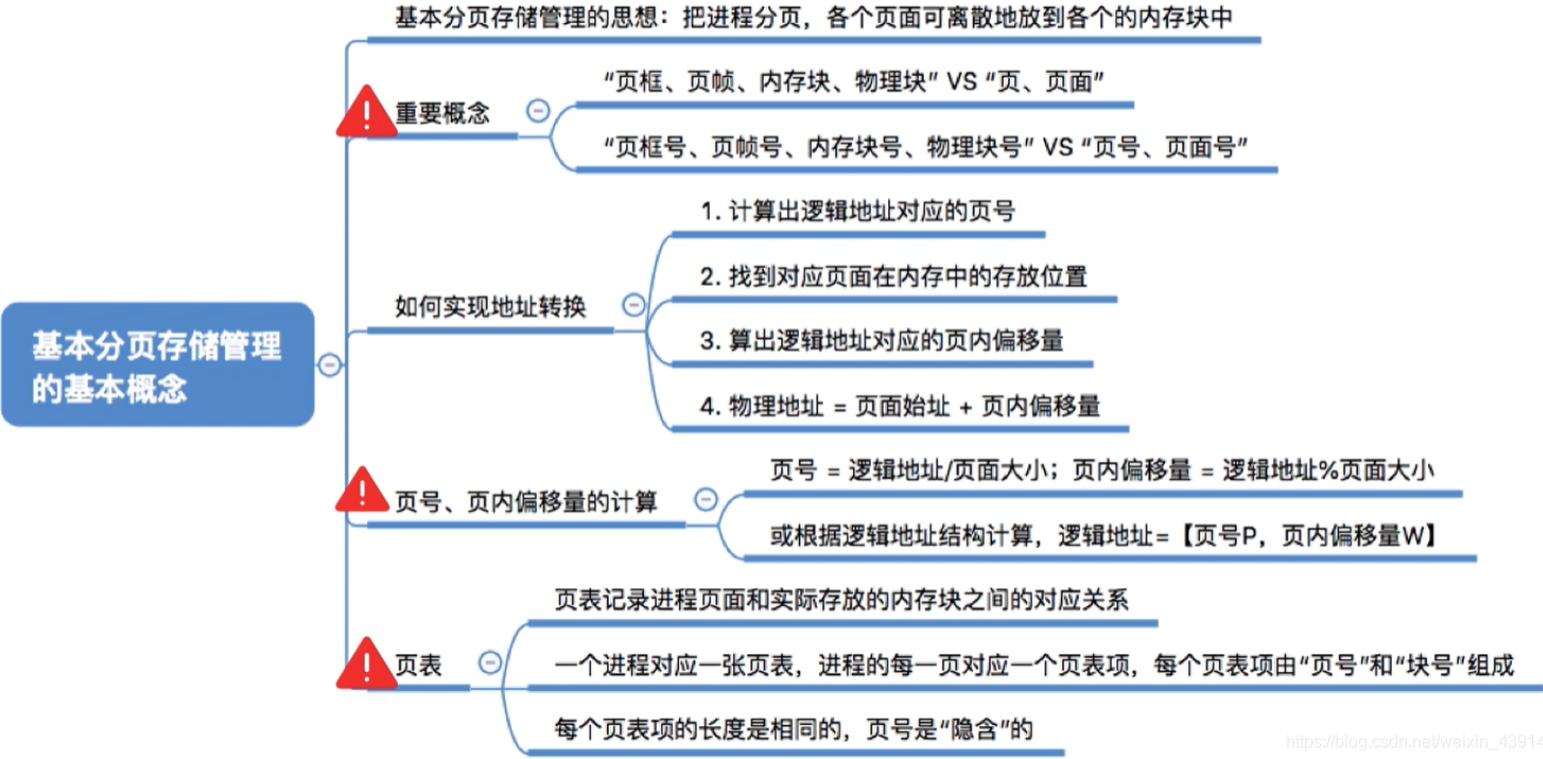 基本分页存储管理的思想：把进程分页，各个页面可离散地放到各个的内存块中
重要概念
“页框、页帧、内存块、物理块” VS “页、页面”
“页框号、页帧号、内存块号、物理块号” VS “页号、页面号”
如何实现地址转换
1. 计算出逻辑地址对应的页号
2. 找到对应页面在内存中的存放位置
3. 算出逻辑地址对应的页内偏移量
4. 物理地址 = 页面始址 + 页内偏移量
基本分页存储管理
的基本概念
页号、页内偏移量的计算
页号 = 逻辑地址/页面大小；页内偏移量 = 逻辑地址%页面大小
或根据逻辑地址结构计算，逻辑地址=【页号P，页内偏移量W】
页表
页表记录进程页面和实际存放的内存块之间的对应关系
一个进程对应一张页表，进程的每一页对应一个页表项，每个页表项由“页号”和“块号”组成
每个页表项的长度是相同的，页号是“隐含”的
https://blog.csdn.net/weixin_43914